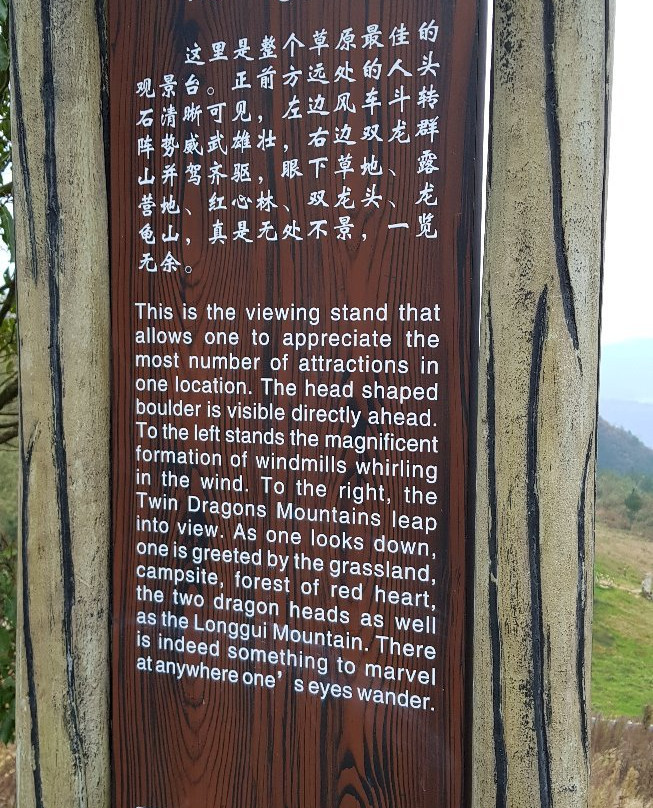 这里是整个草原最佳的
观景台。正前方远处的人头
石清晰可见，左边风车斗转
阵势威武雄壮，右边双龙群
山并驾齐驱，眼下草地、露
营地、红心林、双龙头、龙
龟山，真是无处不景，一览
无余。
This is the viewing stand that
allows one to appreciate the
most number of attractions in
one location. The head shaped
boulder is visible directly ahead.
To the left stands the magnificent
formation of windmills whirling
in the wind. To the right, the
Twin Dragons Mountains leap
into view. As one looks down,
one is greeted by the grassland,
campsite, forest of red heart,
the two dragon heads as well
as the Longgui Mountain. There
is indeed something to marvel
at anywhere one’s eyes wander.